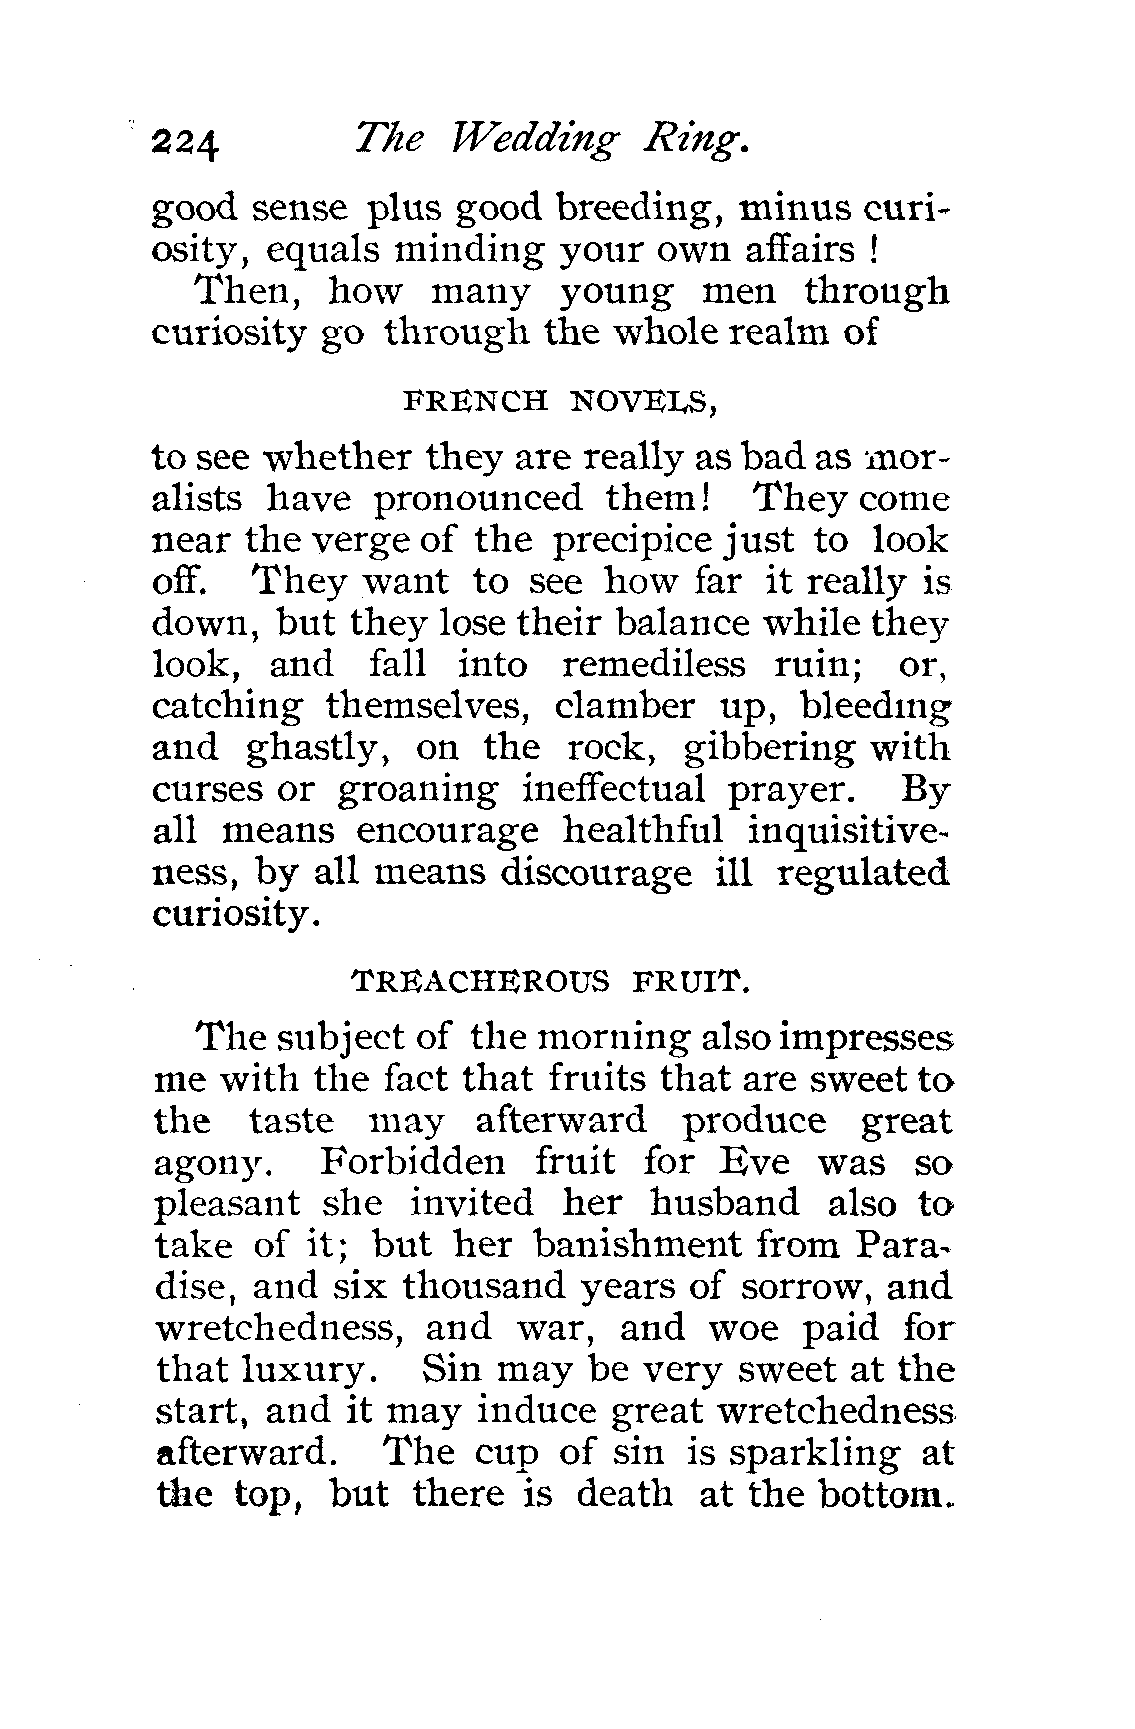 224 The Wedding Ring.
good sense plus good breeding, minus curi-
osity, equals minding your own affairs !
Then, how many young men through
curiosity go through the whole realm of
FRENCH NOVELS,
to see whether they are really as bad as mor-
alists have pronounced them! They come
near the verge of the precipice just to look
off. They want to see how far it really is
down, but they lose their balance while they
look, and fall into remediless ruin; or,
catching themselves, clamber up, bleeding
and ghastly, on the rock, gibbering with
curses or groaning ineffectual prayer. By
all means encourage healthful inquisitive-
ness, by all means discourage ill regulated
curiosity.
TREACHEROUS FRUIT.
The subject of the morning also impresses
me with the fact that fruits that are sweet to
the taste may afterward produce great
agony. Forbidden fruit for Eve was so
pleasant she invited her husband also to
take of it; but her banishment from Para-
dise, and six thousand years of sorrow, and
wretchedness, and war, and woe paid for
that luxury. Sin may be very sweet at the
start, and it may induce great wretchedness
afterward. The cup of sin is sparkling at
the top, but there is death at the bottom.